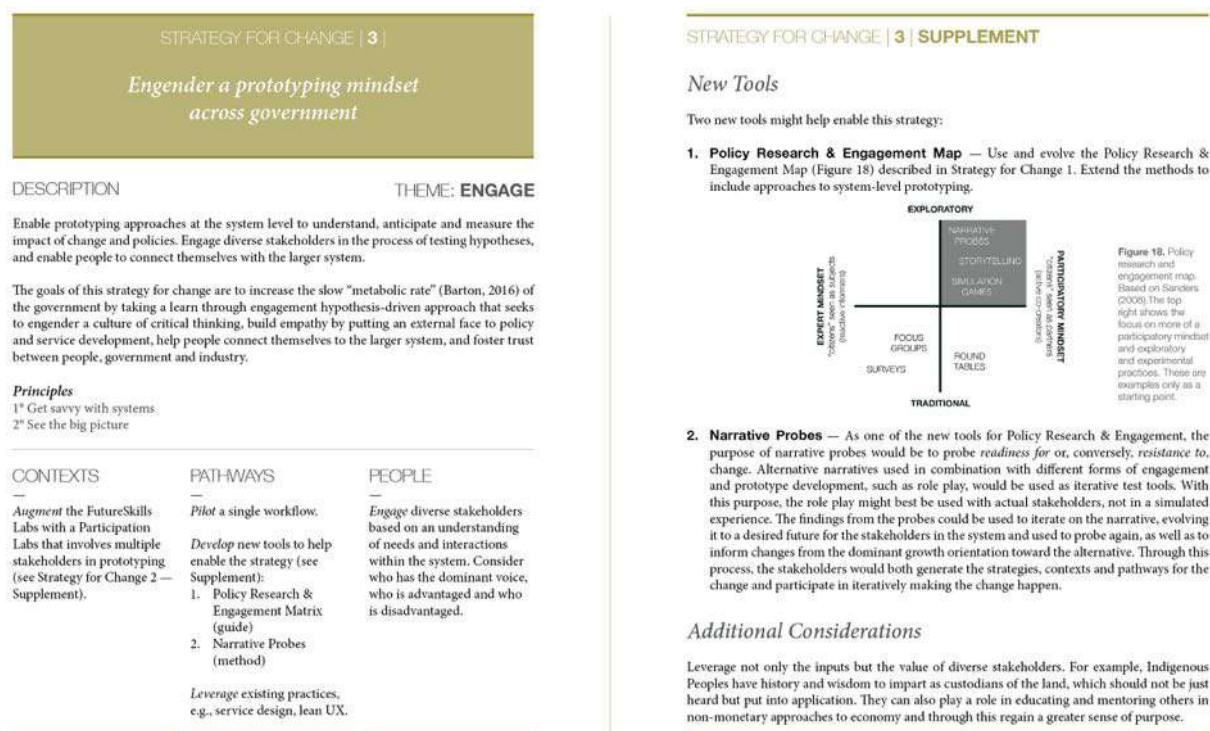 STRATEGY FOR CHANGE | 3 |
Engender a prototyping mindset
across government
DESCRIPTION
THEME: ENGAGE
Enable prototyping approaches at the system level to understand, anticipate and measure the
impact of change and policies. Engage diverse stakeholders in the process of testing hypotheses,
and enable people to connect themselves with the larger system.
The goals of this strategy for change are to increase the slow “metabolic rate” (Barton, 2016) of
the government by taking a learn through engagement hypothesis-driven approach that seeks
to engender a culture of critical thinking, build empathy by putting an external face to policy
and service development, help people connect themselves to the larger system, and foster trust
between people, government and industry.
Principles
1° Get savvy with systems
2° See the big picture
CONTEXTS
—
Augment the FutureSkills
Labs with a Participation
Labs that involves multiple
stakeholders in prototyping
(see Strategy for Change 2 —
Supplement).
PATHWAYS
—
Pilot a single workflow.
Develop new tools to help
enable the strategy (see
Supplement):
1. Policy Research &
Engagement Matrix
(guide)
2. Narrative Probes
(method)
Leverage existing practices,
e.g., service design, lean UX.
PEOPLE
—
Engage diverse stakeholders
based on an understanding
of needs and interactions
within the system. Consider
who has the dominant voice,
who is advantaged and who
is disadvantaged.
STRATEGY FOR CHANGE | 3 | SUPPLEMENT
New Tools
Two new tools might help enable this strategy:
1. Policy Research & Engagement Map — Use and evolve the Policy Research &
Engagement Map (Figure 18) described in Strategy for Change 1. Extend the methods to
include approaches to system-level prototyping.
EXPLORATORY
NARRATIVE
PROBES
STORYTELLING
SIMULATION
GAMES
EXPERT MINDSET
"citizens" seen as subjects
(reactive informers)
PARTICIPATORY MINDSET
"citizens" seen as partners
(active co-creators)
FOCUS
GROUPS
SURVEYS
ROUND
TABLES
TRADITIONAL
Figure 18. Policy
research and
engagement map.
Based on Sanders
(2008).The top
right shows the
focus on more of a
participatory mindset
and exploratory
and experimental
practices. These are
examples only as a
starting point.
2. Narrative Probes — As one of the new tools for Policy Research & Engagement, the
purpose of narrative probes would be to probe readiness for or, conversely, resistance to,
change. Alternative narratives used in combination with different forms of engagement
and prototype development, such as role play, would be used as iterative test tools. With
this purpose, the role play might best be used with actual stakeholders, not in a simulated
experience. The findings from the probes could be used to iterate on the narrative, evolving
it to a desired future for the stakeholders in the system and used to probe again, as well as to
inform changes from the dominant growth orientation toward the alternative. Through this
process, the stakeholders would both generate the strategies, contexts and pathways for the
change and participate in iteratively making the change happen.
Additional Considerations
Leverage not only the inputs but the value of diverse stakeholders. For example, Indigenous
Peoples have history and wisdom to impart as custodians of the land, which should not be just
heard but put into application. They can also play a role in educating and mentoring others in
non-monetary approaches to economy and through this regain a greater sense of purpose.